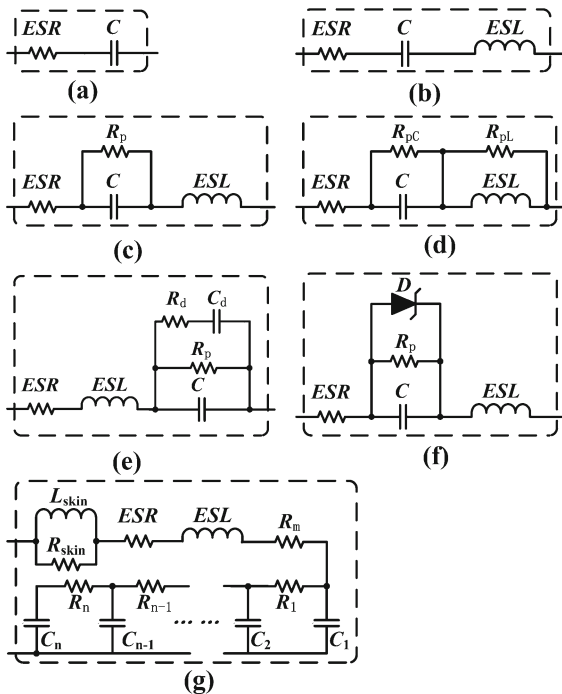 ESR C
(a)
ESR C ESL
(b)
Rp
ESR C ESL
(c)
RpC RpL
ESR C ESL
(d)
Rd Cd
Rp
ESR ESL C
(e)
D
Rp
ESR C ESL
(f)
Lskin
ESR ESL Rm
Rskin
Rn Rn-1 R1
Cn Cn-1 ... ... C2 C1
(g)